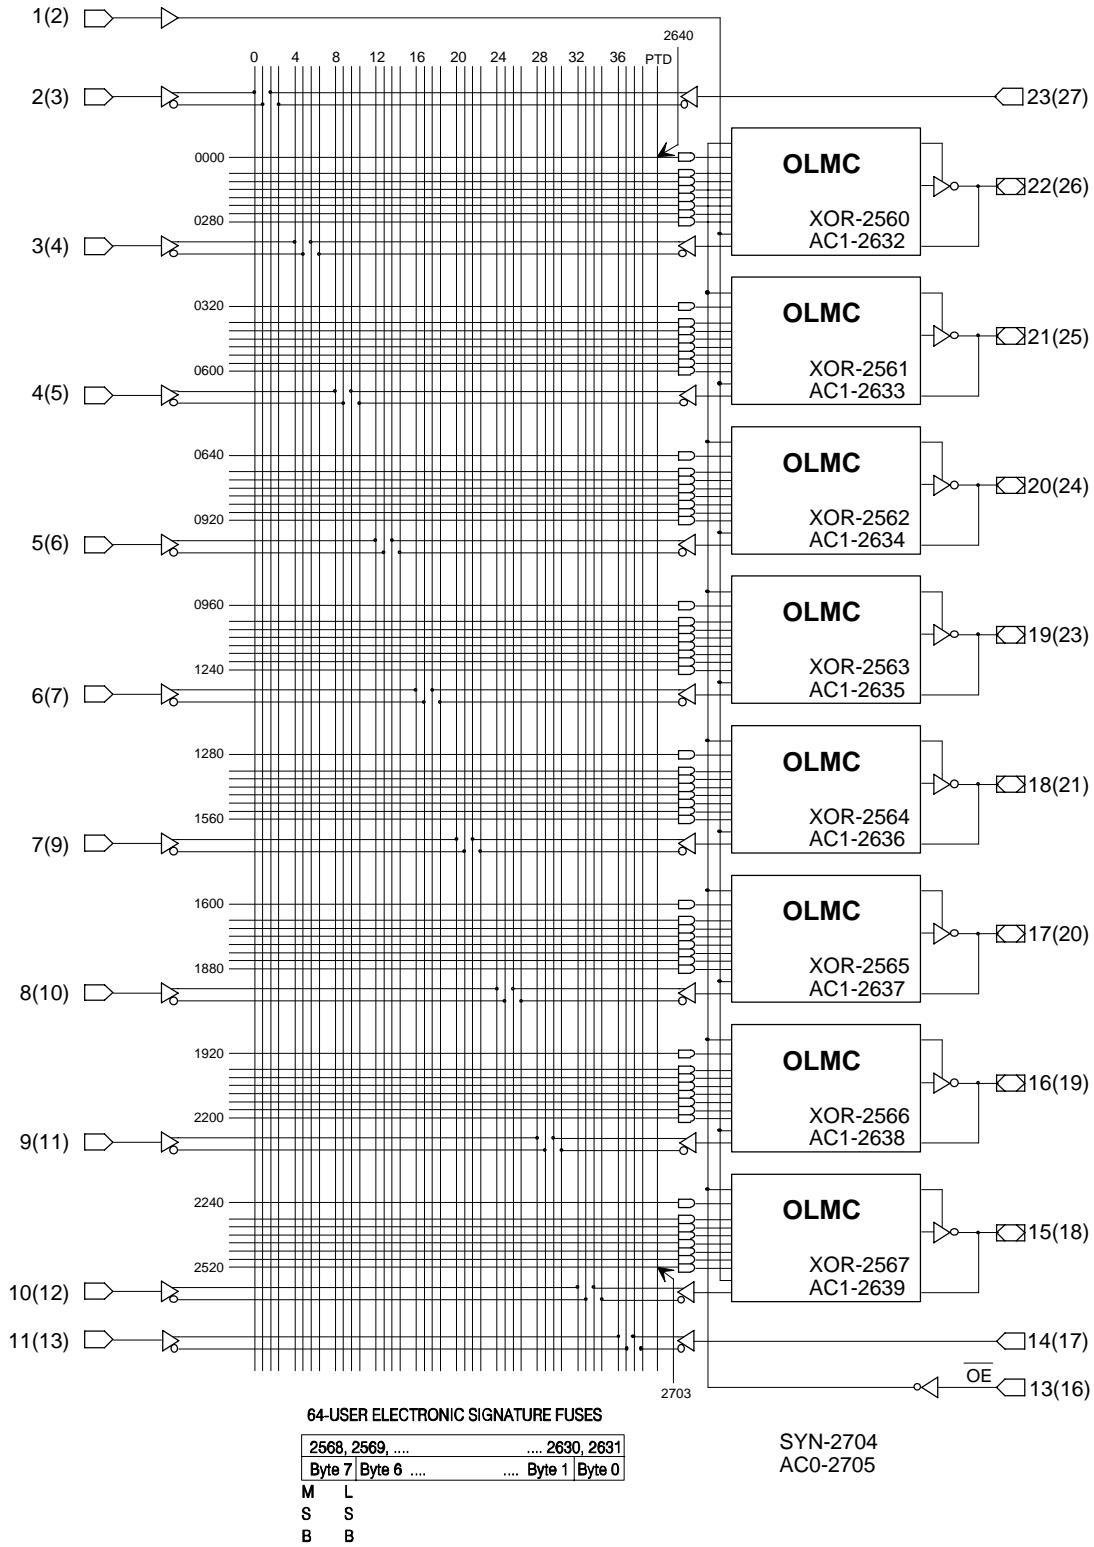 1(2)
2640
0 4 8 12 16 20 24 28 32 36 PTD
2(3)
23(27)
0000
OLMC
22(26)
0280
XOR-2560
3(4)
AC1-2632
0320
OLMC
21(25)
0600
XOR-2561
4(5)
AC1-2633
0640
OLMC
20(24)
0920
XOR-2562
5(6)
AC1-2634
0960
OLMC
19(23)
1240
XOR-2563
6(7)
AC1-2635
1280
OLMC
18(21)
1560
XOR-2564
7(9)
AC1-2636
1600
OLMC
17(20)
1880
XOR-2565
8(10)
AC1-2637
1920
OLMC
16(19)
2200
XOR-2566
9(11)
AC1-2638
2240
OLMC
15(18)
2520
XOR-2567
10(12)
AC1-2639
11(13)
14(17)
OE
13(16)
2703
64-USER ELECTRONIC SIGNATURE FUSES
2568, 2569, .... .... 2630, 2631
Byte 7 Byte 6 .... .... Byte 1 Byte 0
M L
S S
B B
SYN-2704
AC0-2705